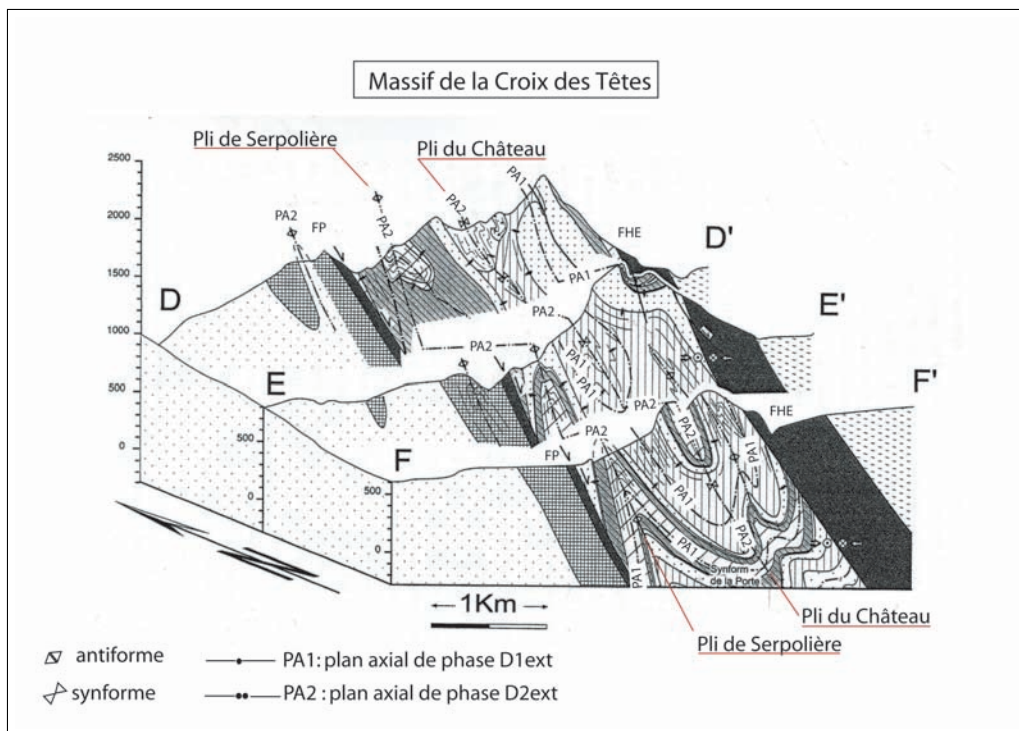 Massif de la Croix des Têtes
Pli de Serpolière
Pli du Château
2500
2000
1500
1000
500
0
PA2
FP
PA2
PA2
PA1
PA2
FHE
D'
PA1
D
E'
PA2
PA2
E
PA1
PA1
PA2
F'
FHE
PA2
F
FP
PA2
PA1
PA1
500
0
500
0
PA1
PA2
PA1
Synform
de la Porte
Pli du Château
Pli de Serpolière
1Km
antiforme
PA1: plan axial de phase D1ext
synforme
PA2 : plan axial de phase D2ext